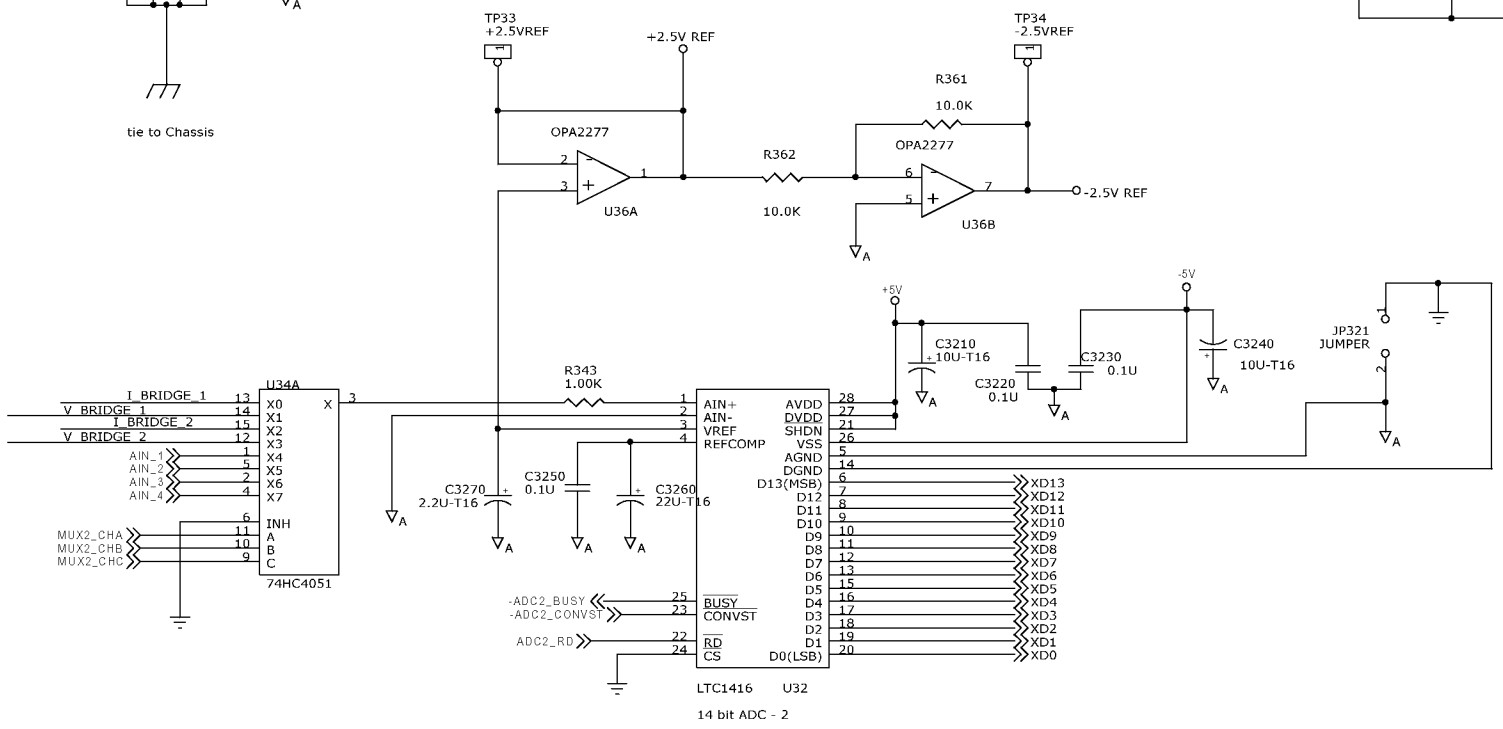 A
tie to Chassis
TP33
+2.5VREF
1
+2.5V REF
TP34
-2.5VREF
1
OPA2277
2
-
3
+
1
U36A
R362
10.0K
R361
10.0K
OPA2277
6
-
5
+
7
U36B
-2.5V REF
A
+5V
-5V
C3210
10U-T16
+
A
C3220
0.1U
C3230
0.1U
A
C3240
10U-T16
+
A
JP321
JUMPER
1
2
A
U34A
I_BRIDGE_1 13 X0 X 3
V_BRIDGE_1 14 X1
I_BRIDGE_2 15 X2
V_BRIDGE_2 12 X3
AIN_1 1 X4
AIN_2 5 X5
AIN_3 2 X6
AIN_4 4 X7
6 INH
MUX2_CHA 11 A
MUX2_CHB 10 B
MUX2_CHC 9 C
74HC4051
R343
1.00K
A
C3270
2.2U-T16
+
A
C3250
0.1U
A
C3260
22U-T16
+
A
1 AIN+ AVDD 28
2 AIN- DVDD 27
3 VREF SHDN 21
4 REFCOMP VSS 26
AGND 5
DGND 14
D13(MSB) 6 XD13
D12 7 XD12
D11 8 XD11
D10 9 XD10
D9 10 XD9
D8 11 XD8
D7 12 XD7
D6 13 XD6
D5 15 XD5
-ADC2_BUSY 25 BUSY D4 16 XD4
-ADC2_CONVST 23 CONVST D3 17 XD3
D2 18 XD2
ADC2_RD 22 RD D1 19 XD1
24 CS D0(LSB) 20 XD0
LTC1416 U32
14 bit ADC - 2